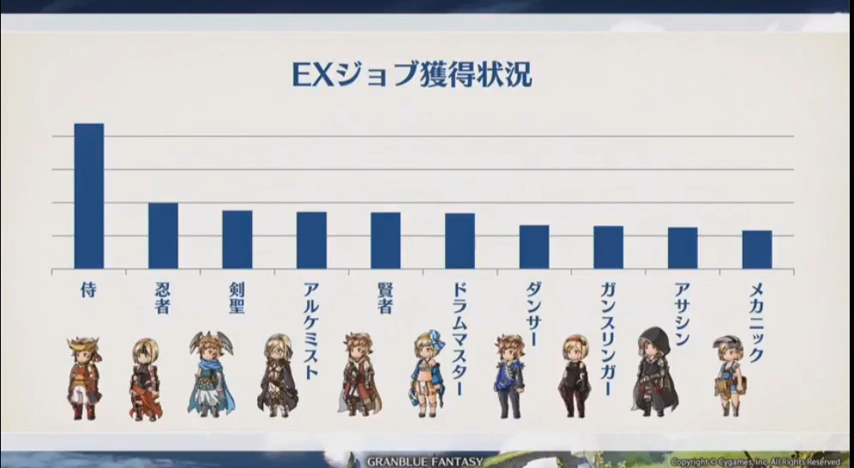 EXジョブ獲得状況
侍
忍者
剣聖
アルケミスト
賢者
ドラムマスター
ダンサー
ガンスリンガー
アサシン
メカニック
GRANBLUE FANTASY
Copyright © Cygames, Inc. All Rights Reserved.